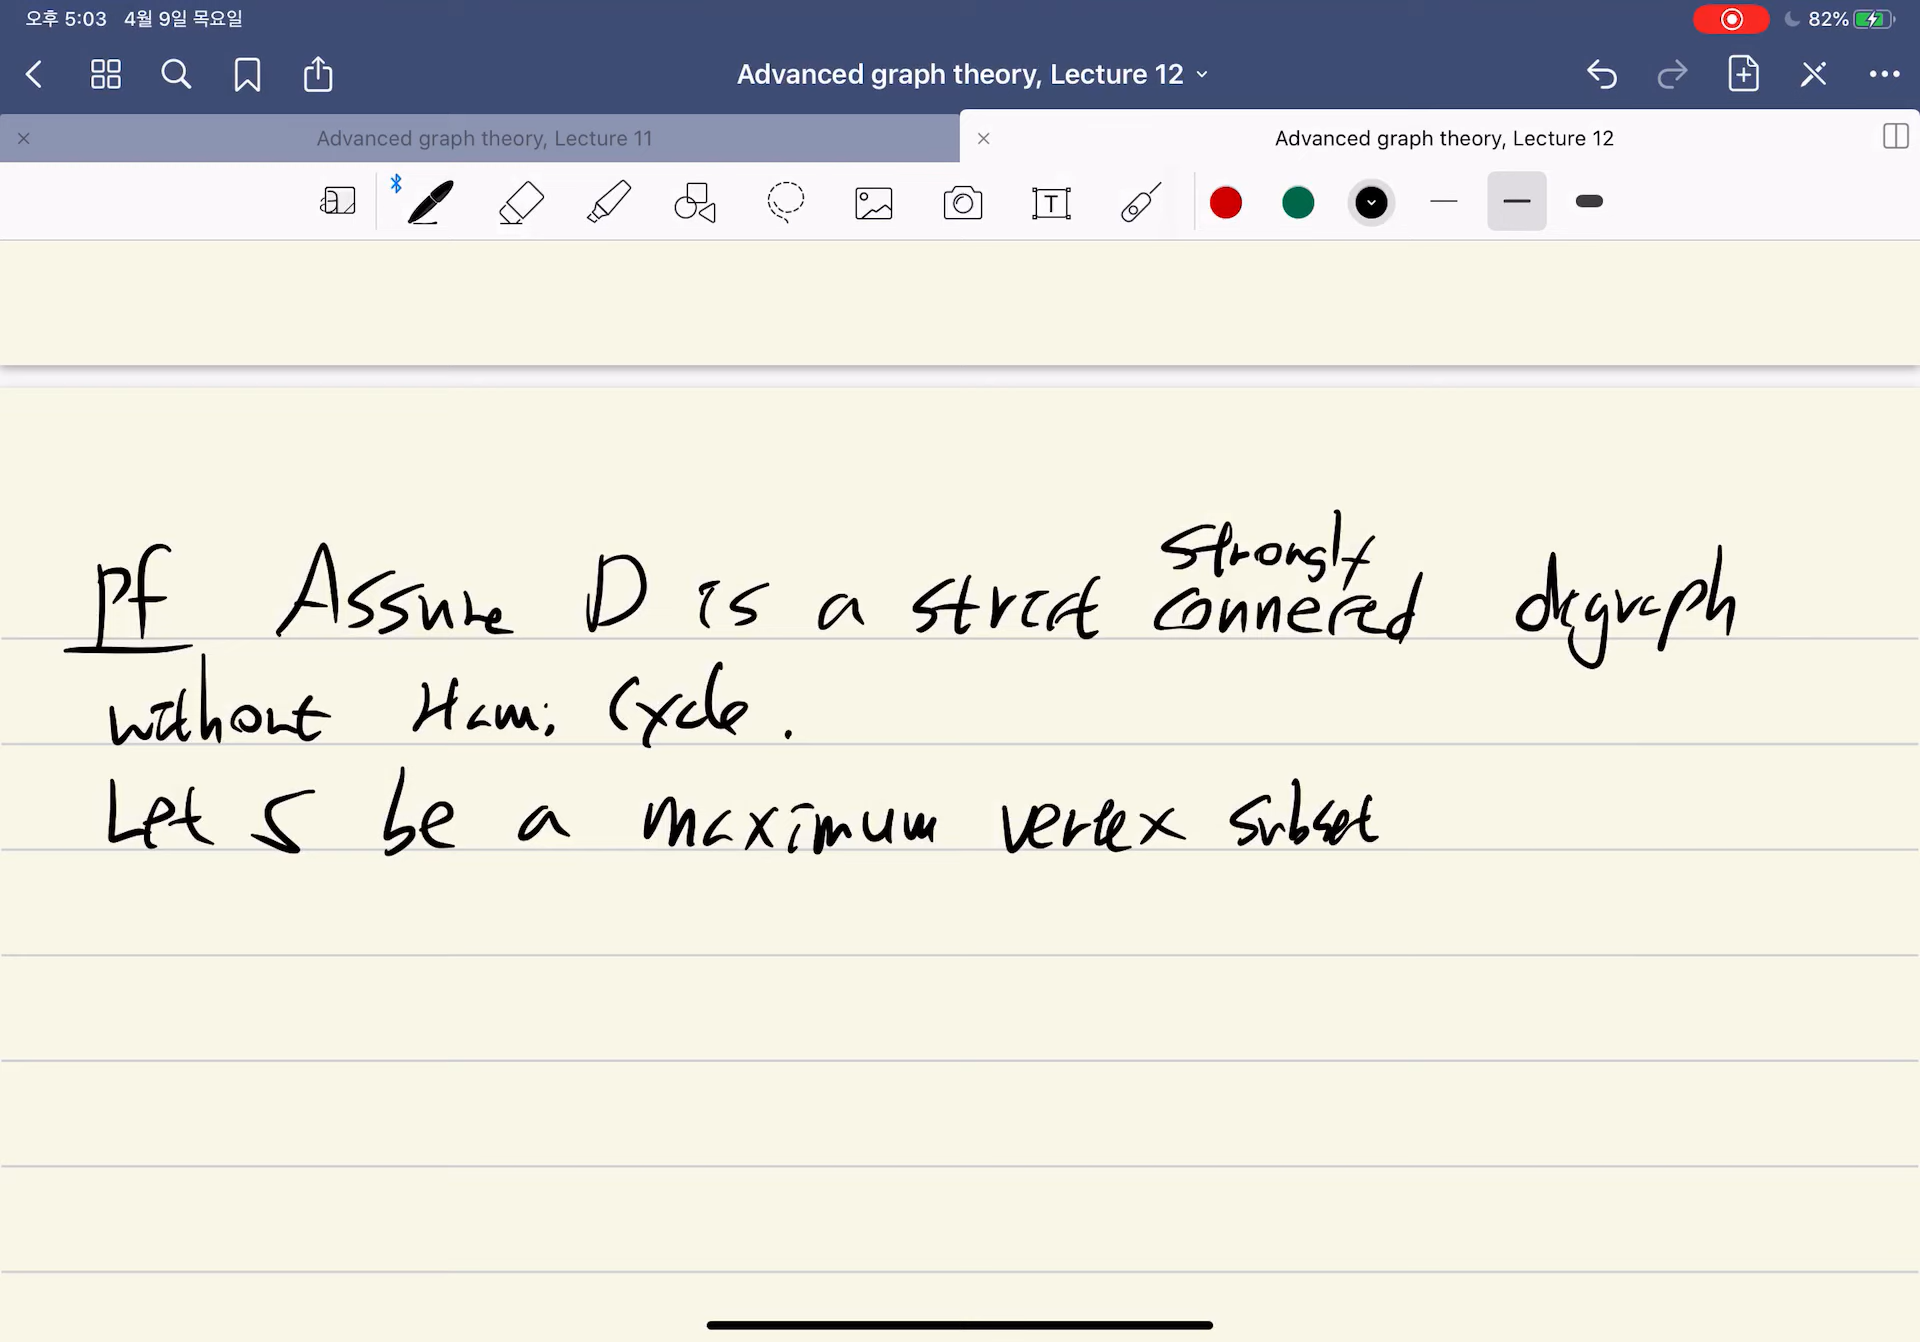 오후 5:03 4월 9일 목요일
82%
Advanced graph theory, Lecture 12
Advanced graph theory, Lecture 11
Advanced graph theory, Lecture 12
pf Assume D is a strict strongly connected digraph
without Hami Cycle.
Let S be a maximum vertex subset